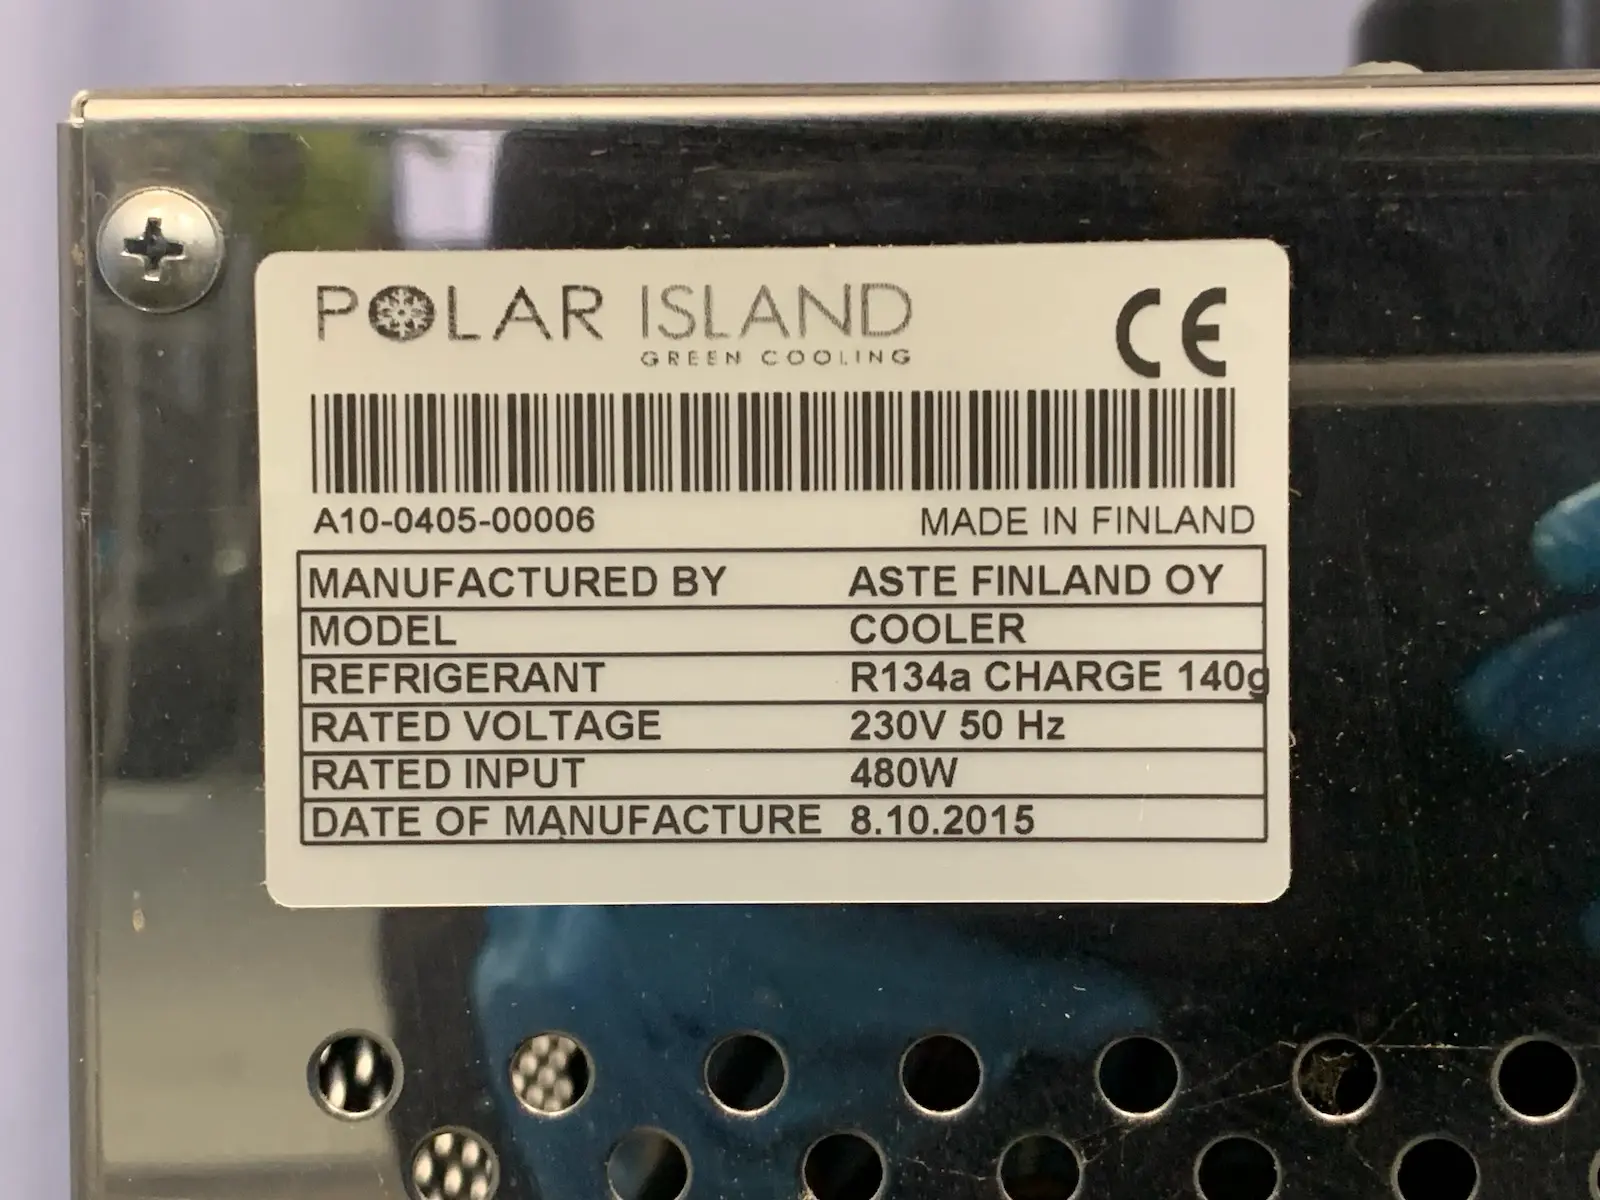 POLAR ISLAND
GREEN COOLING
CE
A10-0405-00006 MADE IN FINLAND
MANUFACTURED BY ASTE FINLAND OY
MODEL COOLER
REFRIGERANT R134a CHARGE 140g
RATED VOLTAGE 230V 50 Hz
RATED INPUT 480W
DATE OF MANUFACTURE 8.10.2015